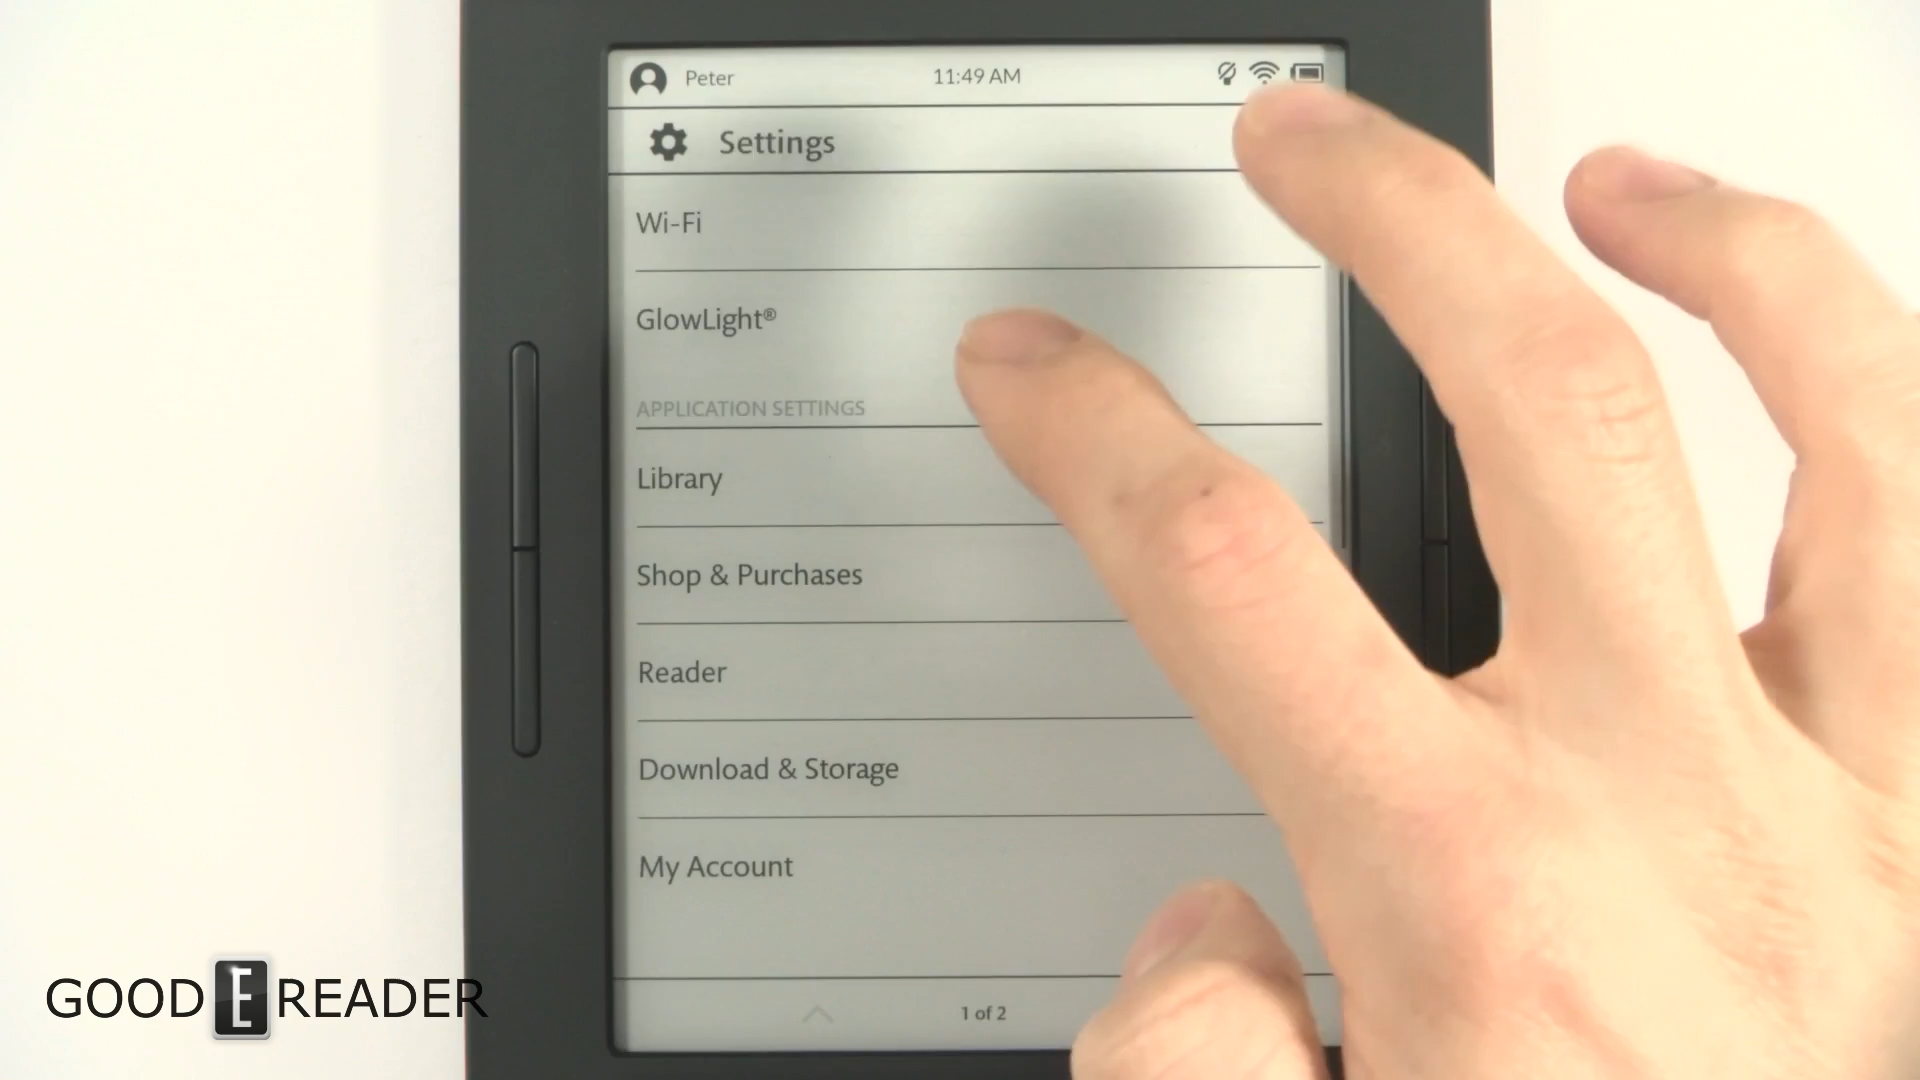 Peter 11:49 AM
Settings
Wi-Fi
GlowLight®
APPLICATION SETTINGS
Library
Shop & Purchases
Reader
Download & Storage
My Account
1 of 2
GOOD E READER